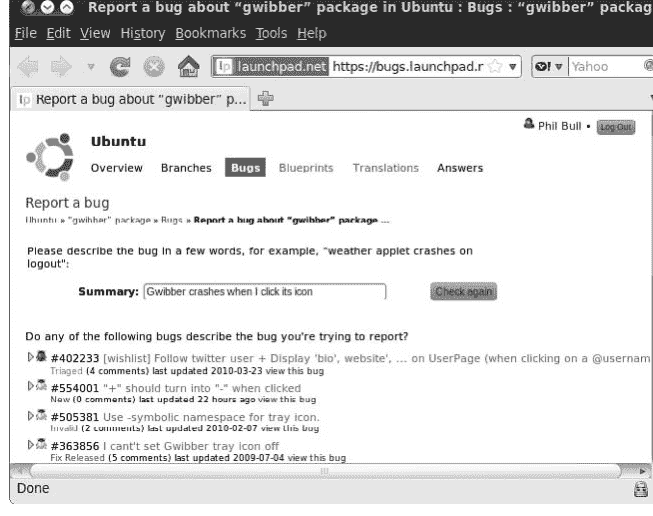 Report a bug about “gwibber” package in Ubuntu : Bugs : “gwibber” packag
File Edit View History Bookmarks Tools Help
lp launchpad.net https://bugs.launchpad.r Yahoo
lp Report a bug about “gwibber” p...
Phil Bull • Log Out
Ubuntu
Overview Branches Bugs Blueprints Translations Answers
Report a bug
Ubuntu » “gwibber” package » Bugs » Report a bug about “gwibber” package ...
Please describe the bug in a few words, for example, "weather applet crashes on
logout":
Summary: Gwibber crashes when I click its icon Check again
Do any of the following bugs describe the bug you're trying to report?
#402233 [wishlist] Follow twitter user + Display 'bio', website', ... on UserPage (when clicking on a @usernam
Triaged (4 comments) last updated 2010-03-23 view this bug
#554001 "+" should turn into "-" when clicked
New (0 comments) last updated 22 hours ago view this bug
#505381 Use -symbolic namespace for tray icon.
Invalid (2 comments) last updated 2010-02-07 view this bug
#363856 I cant't set Gwibber tray icon off
Fix Released (5 comments) last updated 2009-07-04 view this bug
Done